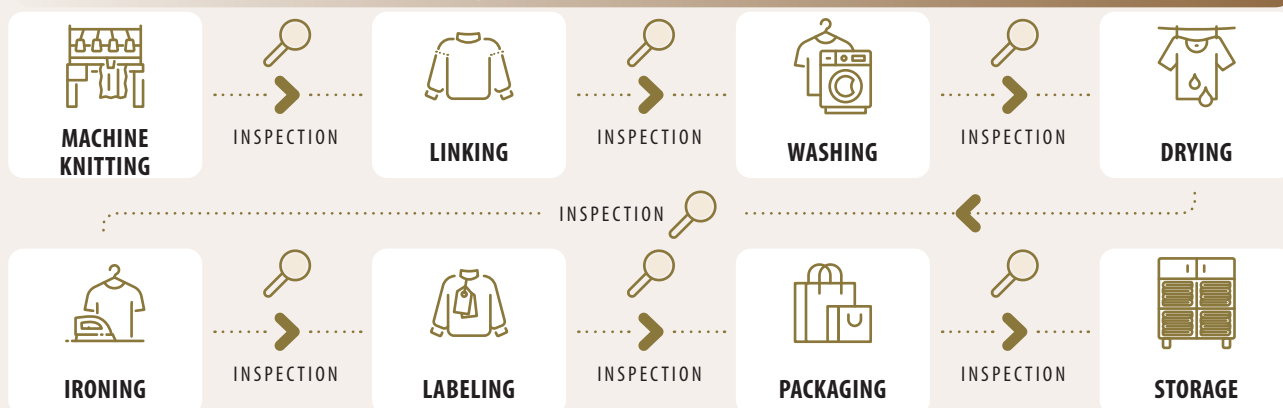 MACHINE
KNITTING
INSPECTION
LINKING
INSPECTION
WASHING
INSPECTION
DRYING
INSPECTION
IRONING
INSPECTION
LABELING
INSPECTION
PACKAGING
INSPECTION
STORAGE